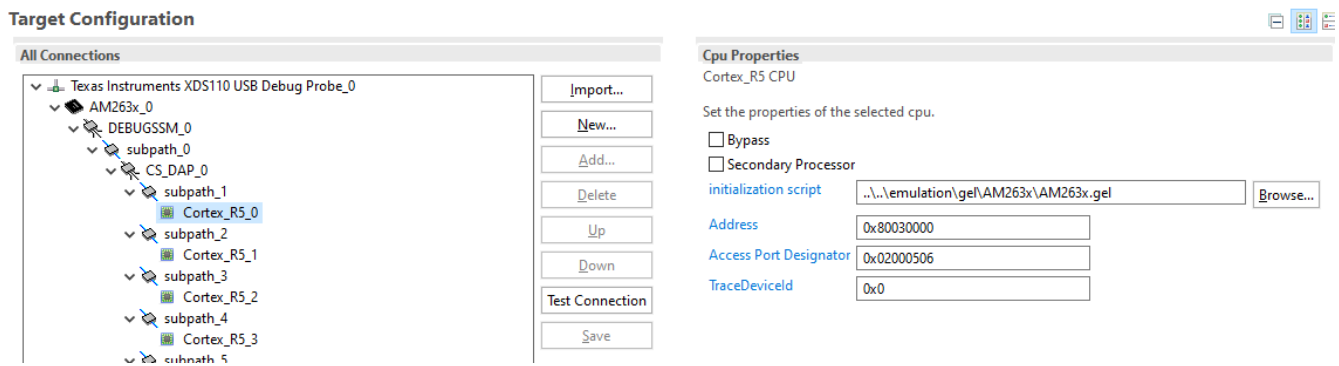 Target Configuration
All Connections
Texas Instruments XDS110 USB Debug Probe_0
AM263x_0
DEBUGSSM_0
subpath_0
CS_DAP_0
subpath_1
Cortex_R5_0
subpath_2
Cortex_R5_1
subpath_3
Cortex_R5_2
subpath_4
Cortex_R5_3
subpath_5
Import...
New...
Add...
Delete
Up
Down
Test Connection
Save
Cpu Properties
Cortex_R5 CPU
Set the properties of the selected cpu.
Bypass
Secondary Processor
initialization script ..\..\emulation\gel\AM263x\AM263x.gel Browse...
Address 0x80030000
Access Port Designator 0x02000506
TraceDeviceId 0x0